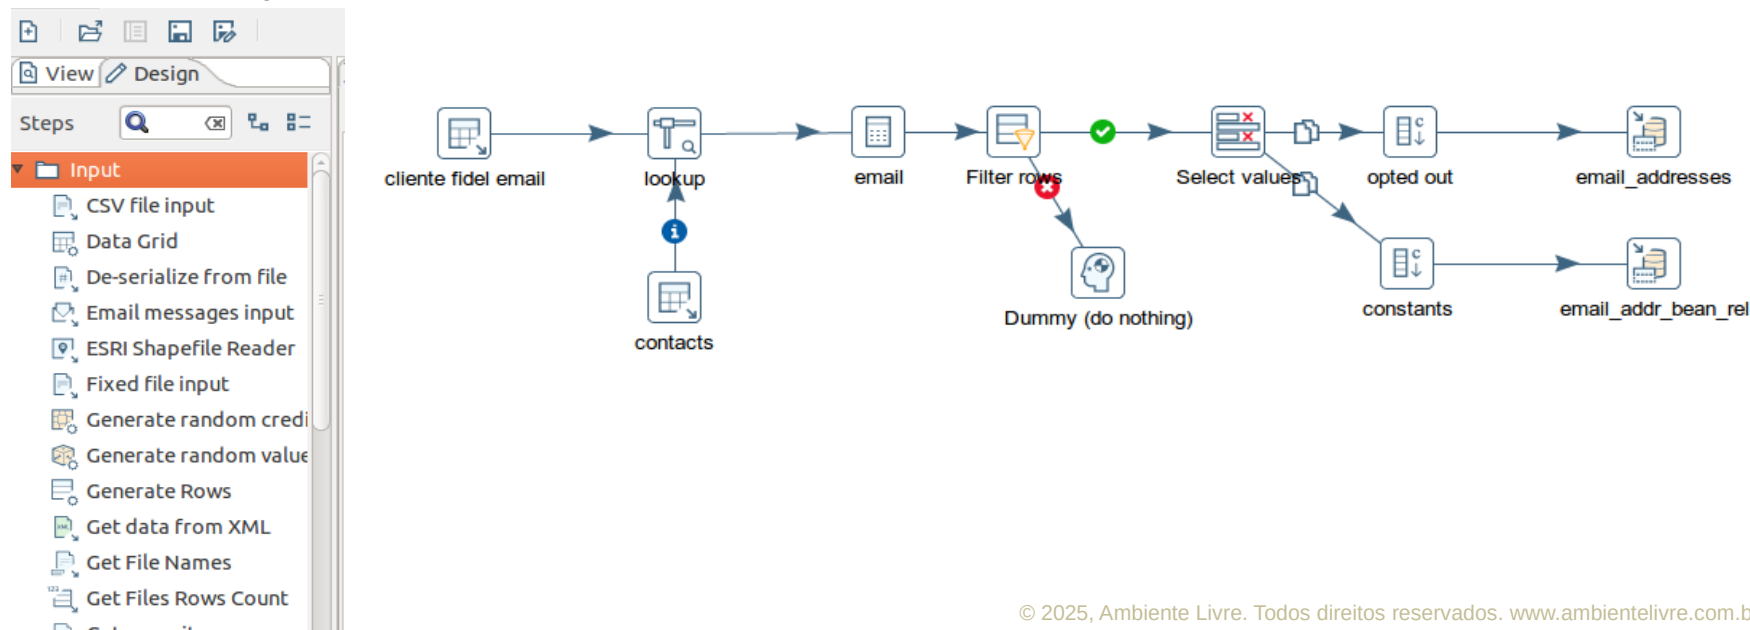 View
Design
Steps
Input
CSV file input
Data Grid
De-serialize from file
Email messages input
ESRI Shapefile Reader
Fixed file input
Generate random credi
Generate random value
Generate Rows
Get data from XML
Get File Names
Get Files Rows Count
cliente fidel email
lookup
email
Filter rows
Select values
opted out
email_addresses
contacts
Dummy (do nothing)
constants
email_addr_bean_rel
© 2025, Ambiente Livre. Todos direitos reservados. www.ambientelivre.com.b